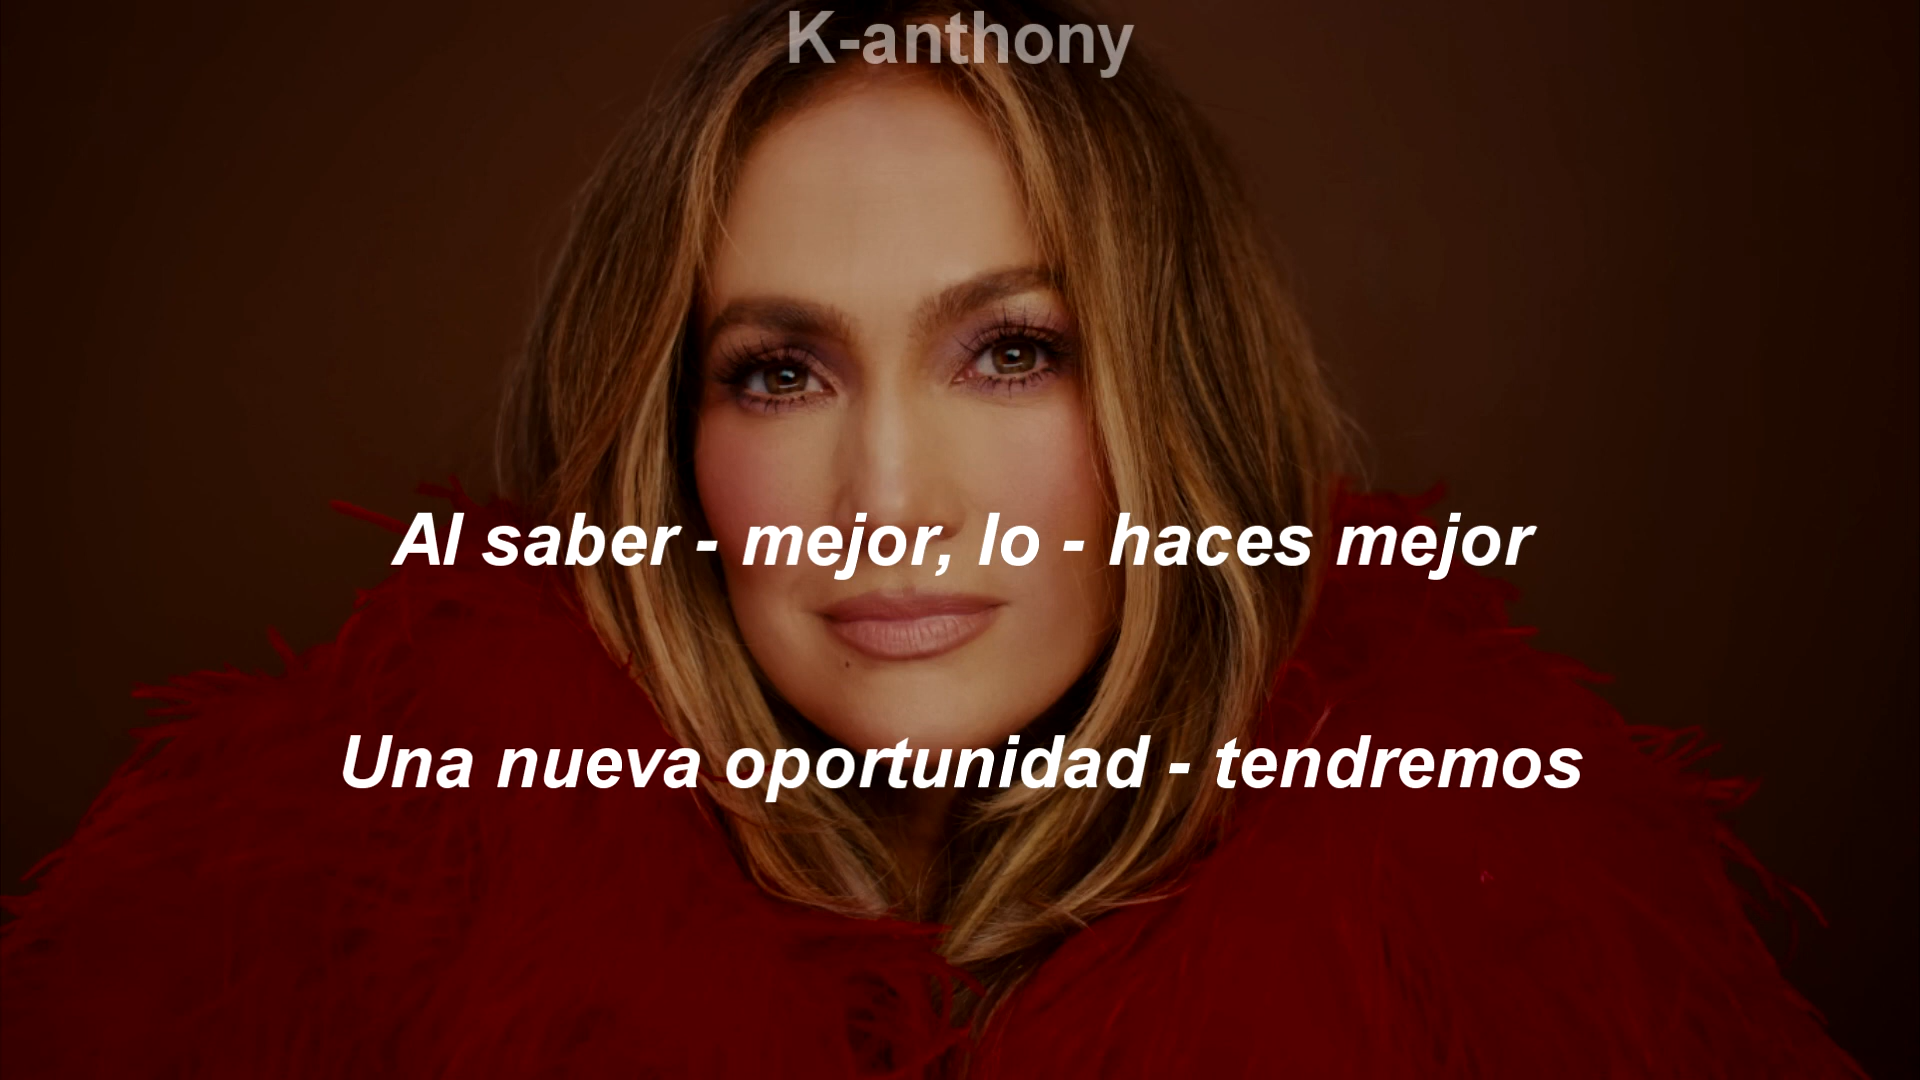 K-anthony
Al saber - mejor, lo - haces mejor
Una nueva oportunidad - tendremos